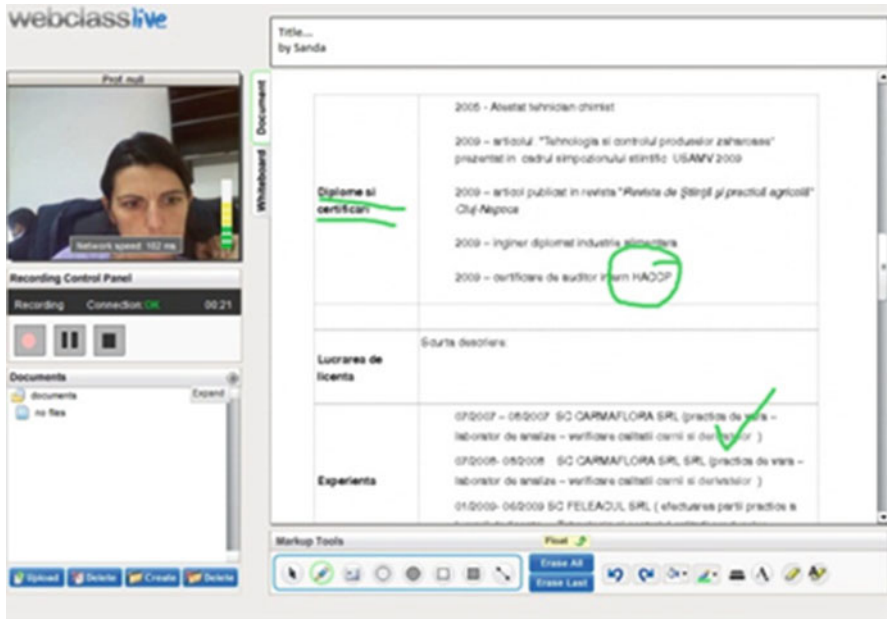 webclasslive
Title...
by Sanda
Prof null
Network speed: 102 ms
Recording Control Panel
Recording Connection:OK 00:21
Documents
Expand
documents
no files
Upload Delete Create Delete
Document
Whiteboard
2005 - Atestat tehnician chimist
Diplome si
certificari
2009 – articolul. "Tehnologia si controlul produselor zaharoase"
prezentat in cadrul simpozionului stiintific USAMV 2009
2009 – articol publicat in revista "Revista de Ştiinţă şi practică agricolă"
Cluj-Napoca
2009 – inginer diplomat industrie alimentara
2009 – certificare de auditor intern HACCP
Lucrarea de
licenta
Scurta descriere:
Experienta
07/2007 – 08/2007 SC CARMAFLORA SRL (practica de vara –
laborator de analize – verificare calitatii carnii si derivatelor )
07/2008- 08/2008 SC CARMAFLORA SRL SRL (practica de vara –
laborator de analize – verificare calitatii carnii si derivatelor )
01/2009- 06/2009 SC FELEACUL SRL ( efectuarea partii practice a
Markup Tools
Float
Erase All
Erase Last